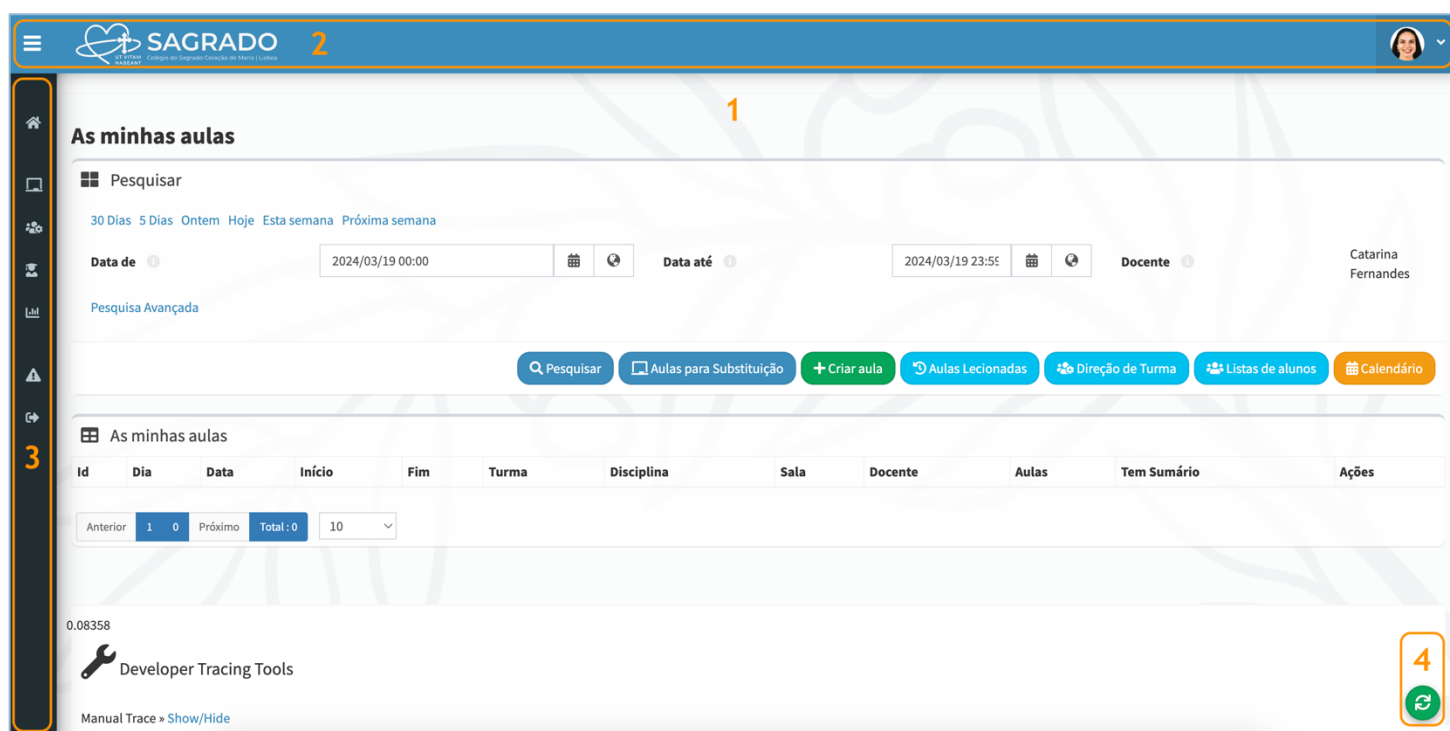 SAGRADO
UT VITAM HABEANT
Colégio do Sagrado Coração de Maria | Lisboa
2
1
As minhas aulas
Pesquisar
30 Dias 5 Dias Ontem Hoje Esta semana Próxima semana
Data de 2024/03/19 00:00 Data até 2024/03/19 23:59 Docente Catarina
Fernandes
Pesquisa Avançada
Pesquisar Aulas para Substituição Criar aula Aulas Lecionadas Direção de Turma Listas de alunos Calendário
As minhas aulas
3
Id Dia Data Início Fim Turma Disciplina Sala Docente Aulas Tem Sumário Ações
Anterior 1 0 Próximo Total : 0 10
0.08358
Developer Tracing Tools
4
Manual Trace » Show/Hide